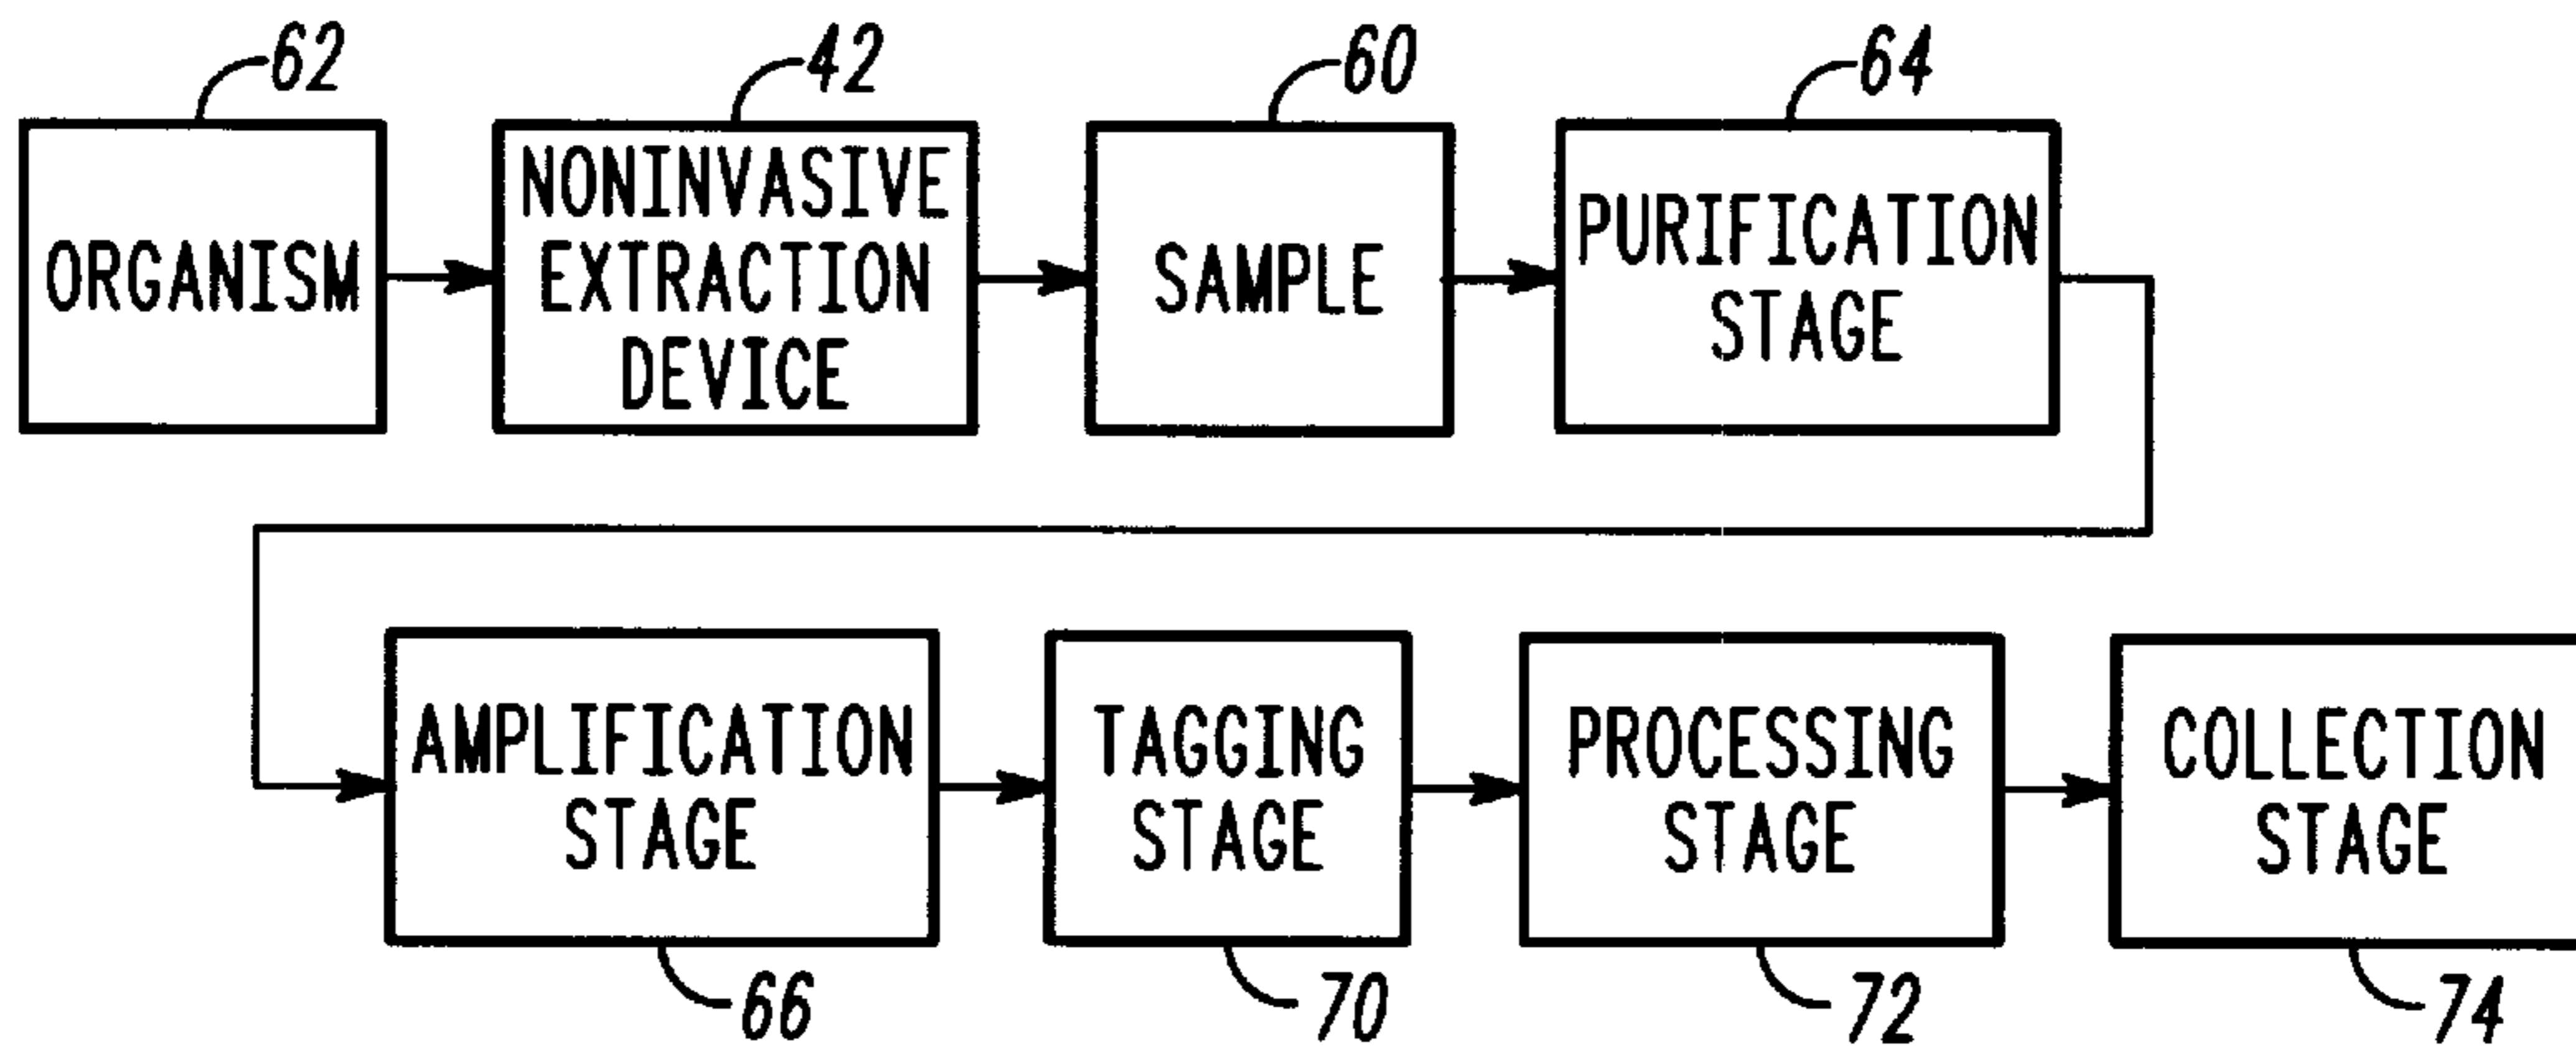 62
42
60
64
ORGANISM
NONINVASIVE
EXTRACTION
DEVICE
SAMPLE
PURIFICATION
STAGE
AMPLIFICATION
STAGE
TAGGING
STAGE
PROCESSING
STAGE
COLLECTION
STAGE
66
70
72
74